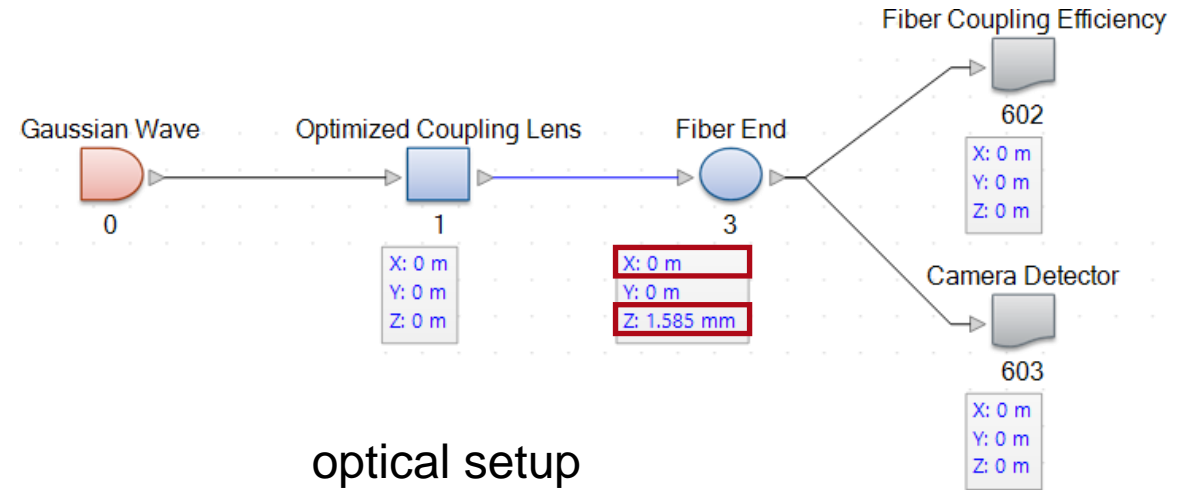 Fiber Coupling Efficiency
602
X: 0 m
Y: 0 m
Z: 0 m
Gaussian Wave
0
Optimized Coupling Lens
1
X: 0 m
Y: 0 m
Z: 0 m
Fiber End
3
X: 0 m
Y: 0 m
Z: 1.585 mm
Camera Detector
603
X: 0 m
Y: 0 m
Z: 0 m
optical setup